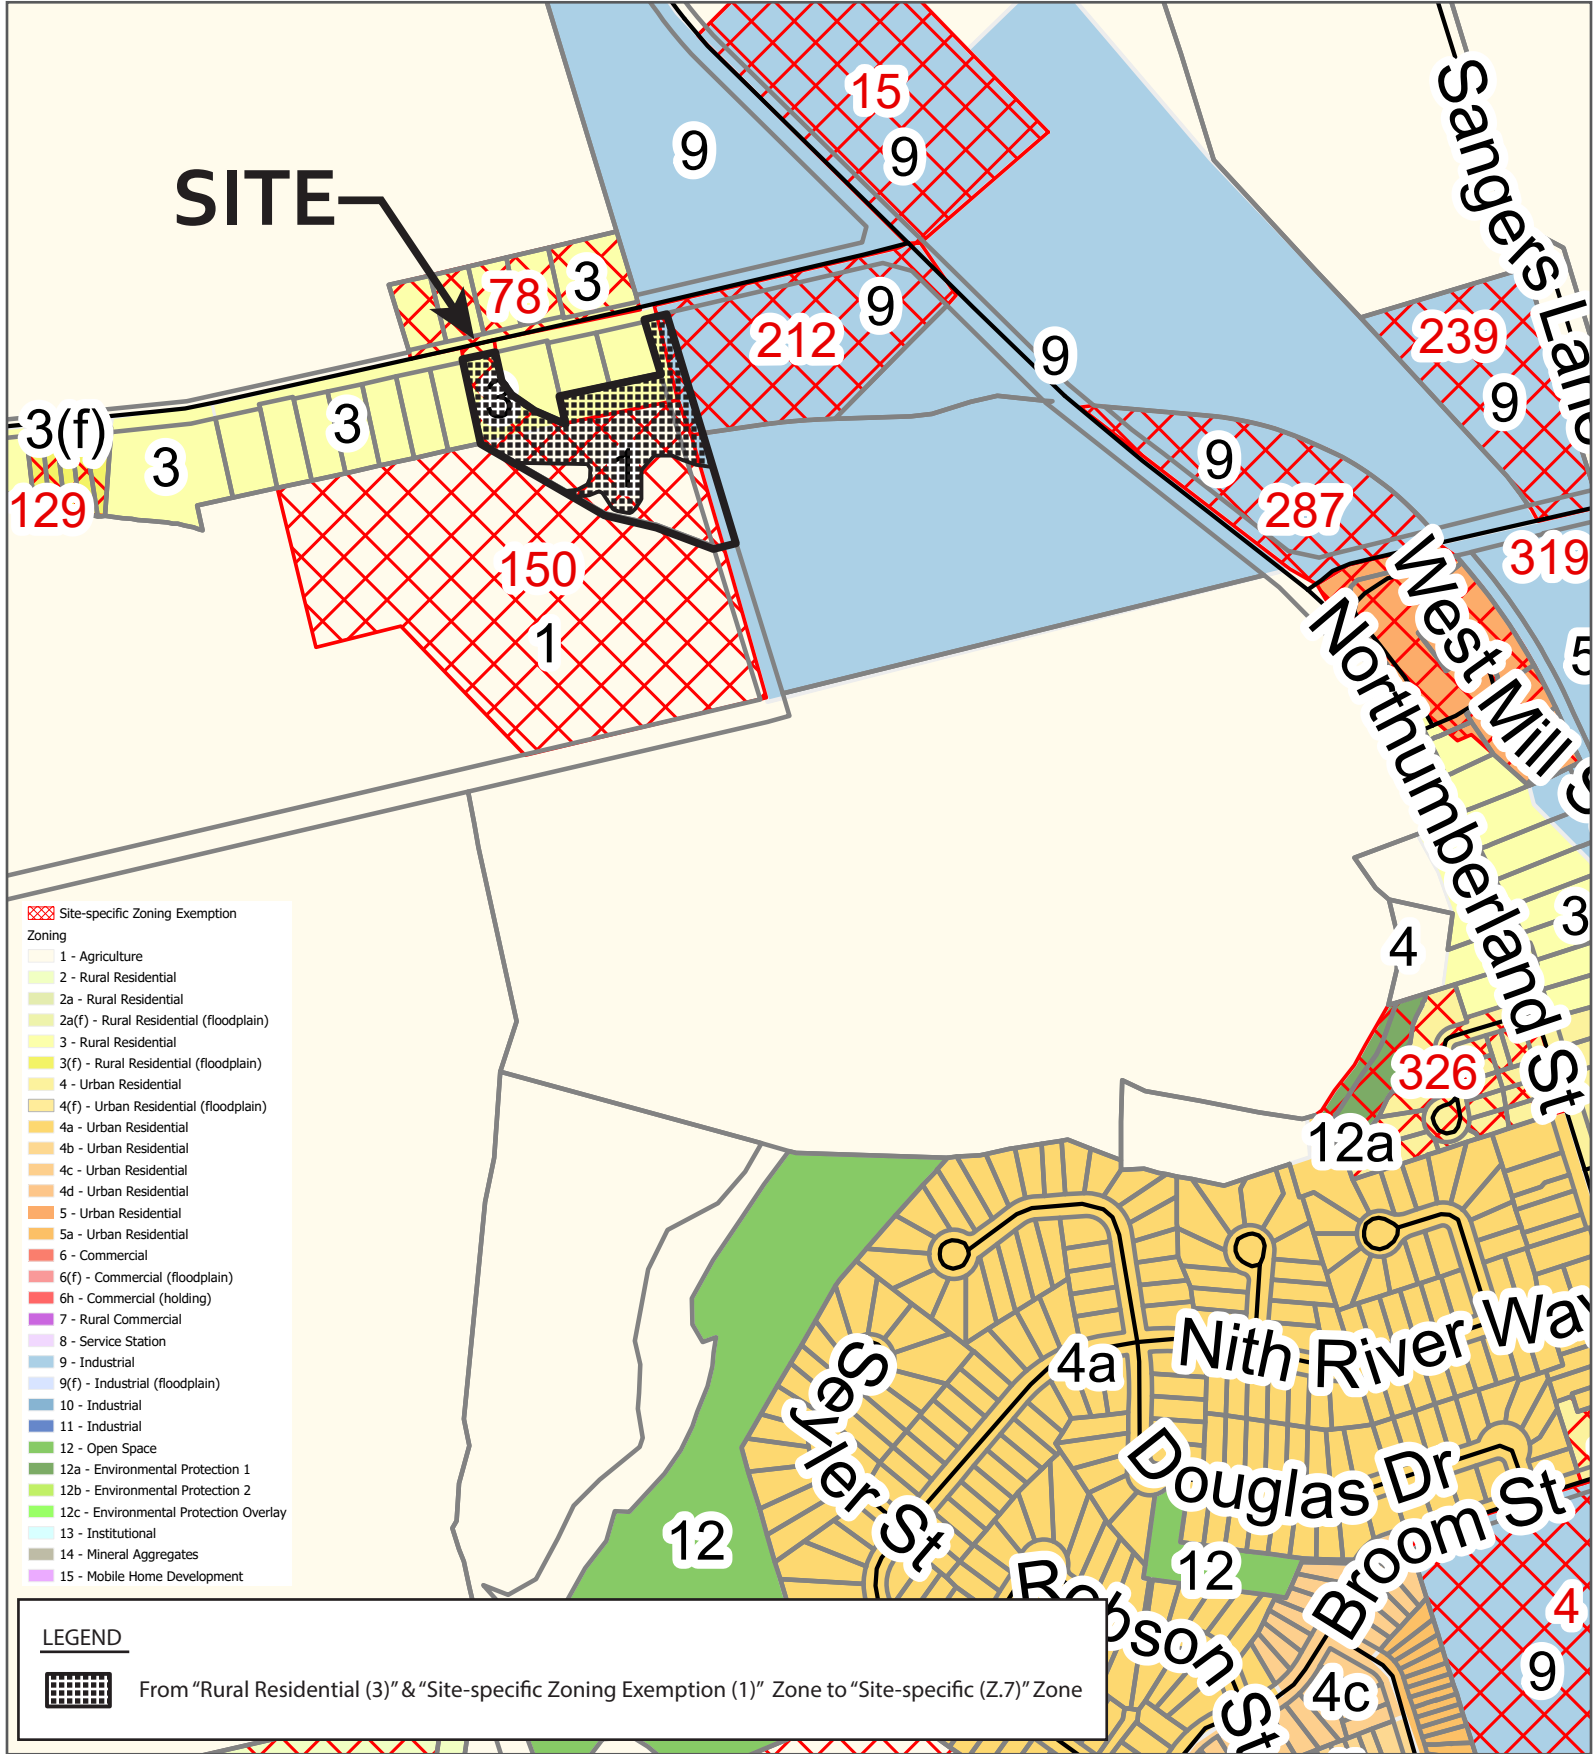 15
9
9
SITE
Sangers Lane
78
3
9
212
9
239
9
3(f)
3
3
3
129
1
150
1
9
287
319
5
West Mill S
Northumberland St
3
4
326
12a
Site-specific Zoning Exemption
Zoning
1 - Agriculture
2 - Rural Residential
2a - Rural Residential
2a(f) - Rural Residential (floodplain)
3 - Rural Residential
3(f) - Rural Residential (floodplain)
4 - Urban Residential
4(f) - Urban Residential (floodplain)
4a - Urban Residential
4b - Urban Residential
4c - Urban Residential
4d - Urban Residential
5 - Urban Residential
5a - Urban Residential
6 - Commercial
6(f) - Commercial (floodplain)
6h - Commercial (holding)
7 - Rural Commercial
8 - Service Station
9 - Industrial
9(f) - Industrial (floodplain)
10 - Industrial
11 - Industrial
12 - Open Space
12a - Environmental Protection 1
12b - Environmental Protection 2
12c - Environmental Protection Overlay
13 - Institutional
14 - Mineral Aggregates
15 - Mobile Home Development
Nith River Way
4a
Seyler St
Douglas Dr
Broom St
12
12
Robson St
4
9
4c
LEGEND
From “Rural Residential (3)” & “Site-specific Zoning Exemption (1)” Zone to “Site-specific (Z.7)” Zone